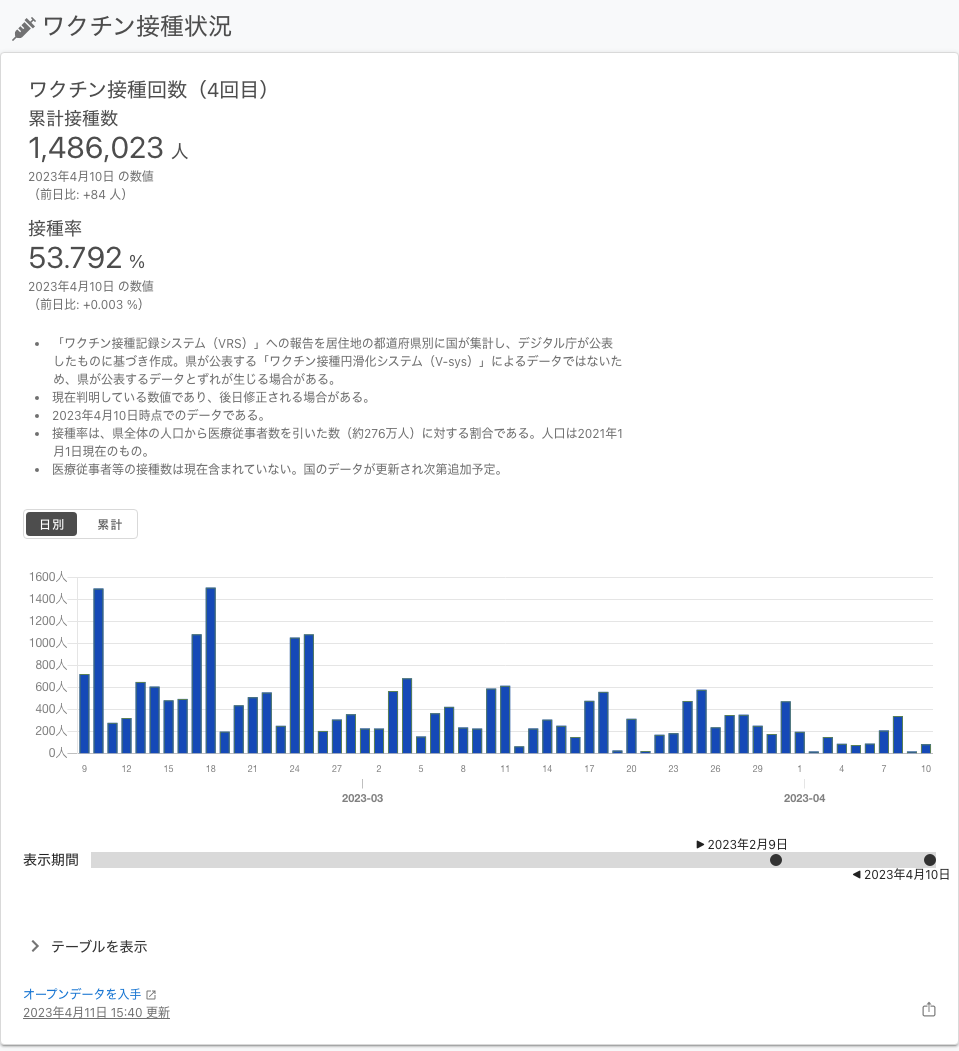 ワクチン接種状況
ワクチン接種回数（4回目）
累計接種数
1,486,023 人
2023年4月10日 の数値
（前日比: +84 人）
接種率
53.792 %
2023年4月10日 の数値
（前日比: +0.003 %）
• 「ワクチン接種記録システム（VRS）」への報告を居住地の都道府県別に国が集計し、デジタル庁が公表
したものに基づき作成。県が公表する「ワクチン接種円滑化システム（V-sys）」によるデータではないた
め、県が公表するデータとずれが生じる場合がある。
• 現在判明している数値であり、後日修正される場合がある。
• 2023年4月10日時点でのデータである。
• 接種率は、県全体の人口から医療従事者数を引いた数（約276万人）に対する割合である。人口は2021年1
月1日現在のもの。
• 医療従事者等の接種数は現在含まれていない。国のデータが更新され次第追加予定。
日別 累計
1600人
1400人
1200人
1000人
800人
600人
400人
200人
0人
9 12 15 18 21 24 27 2 5 8 11 14 17 20 23 26 29 1 4 7 10
2023-03 2023-04
▶ 2023年2月9日
表示期間
◀ 2023年4月10日
テーブルを表示
オープンデータを入手
2023年4月11日 15:40 更新